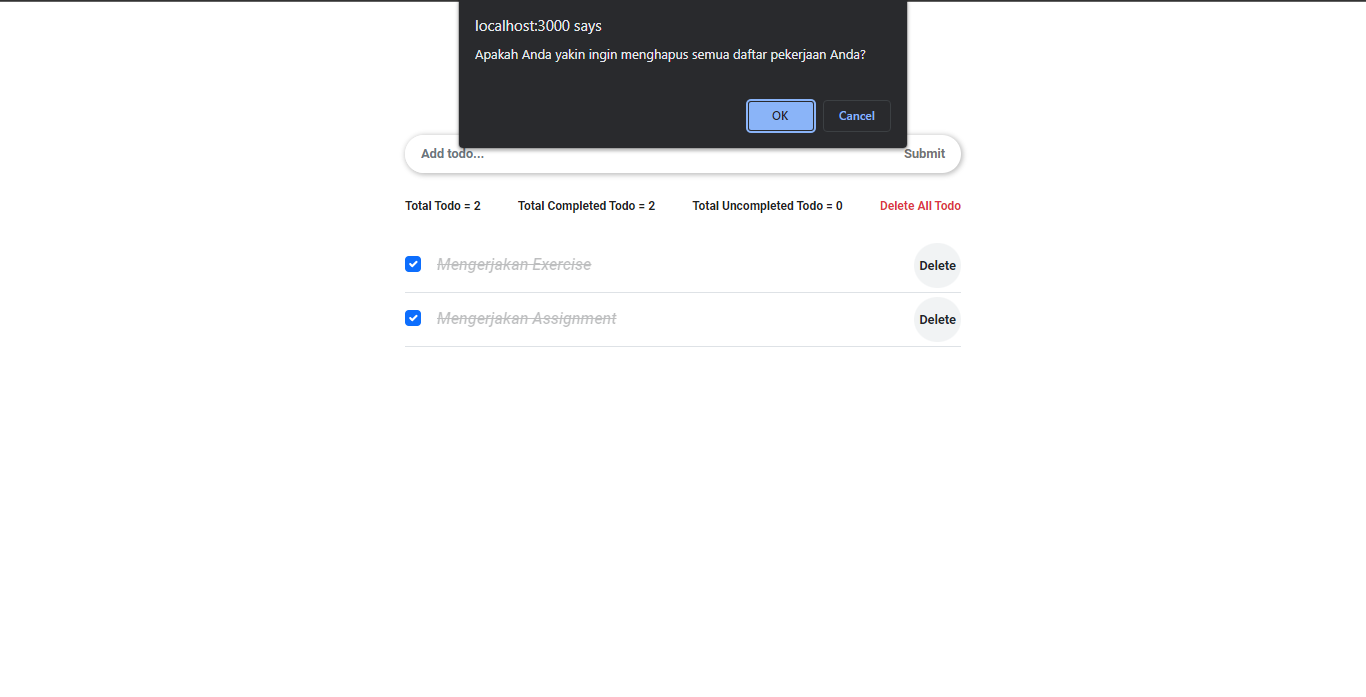 localhost:3000 says
Apakah Anda yakin ingin menghapus semua daftar pekerjaan Anda?
OK Cancel
Add todo... Submit
Total Todo = 2 Total Completed Todo = 2 Total Uncompleted Todo = 0 Delete All Todo
Mengerjakan Exercise Delete
Mengerjakan Assignment Delete